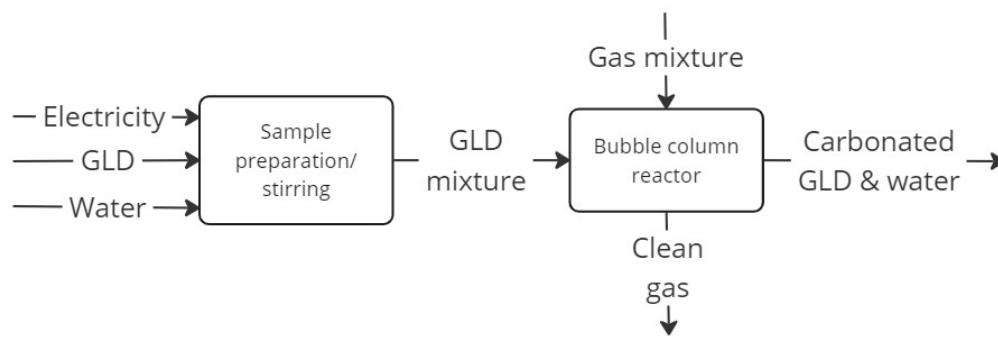 Gas mixture
Electricity
GLD
Water
Sample
preparation/
stirring
GLD
mixture
Bubble column
reactor
Carbonated
GLD & water
Clean
gas